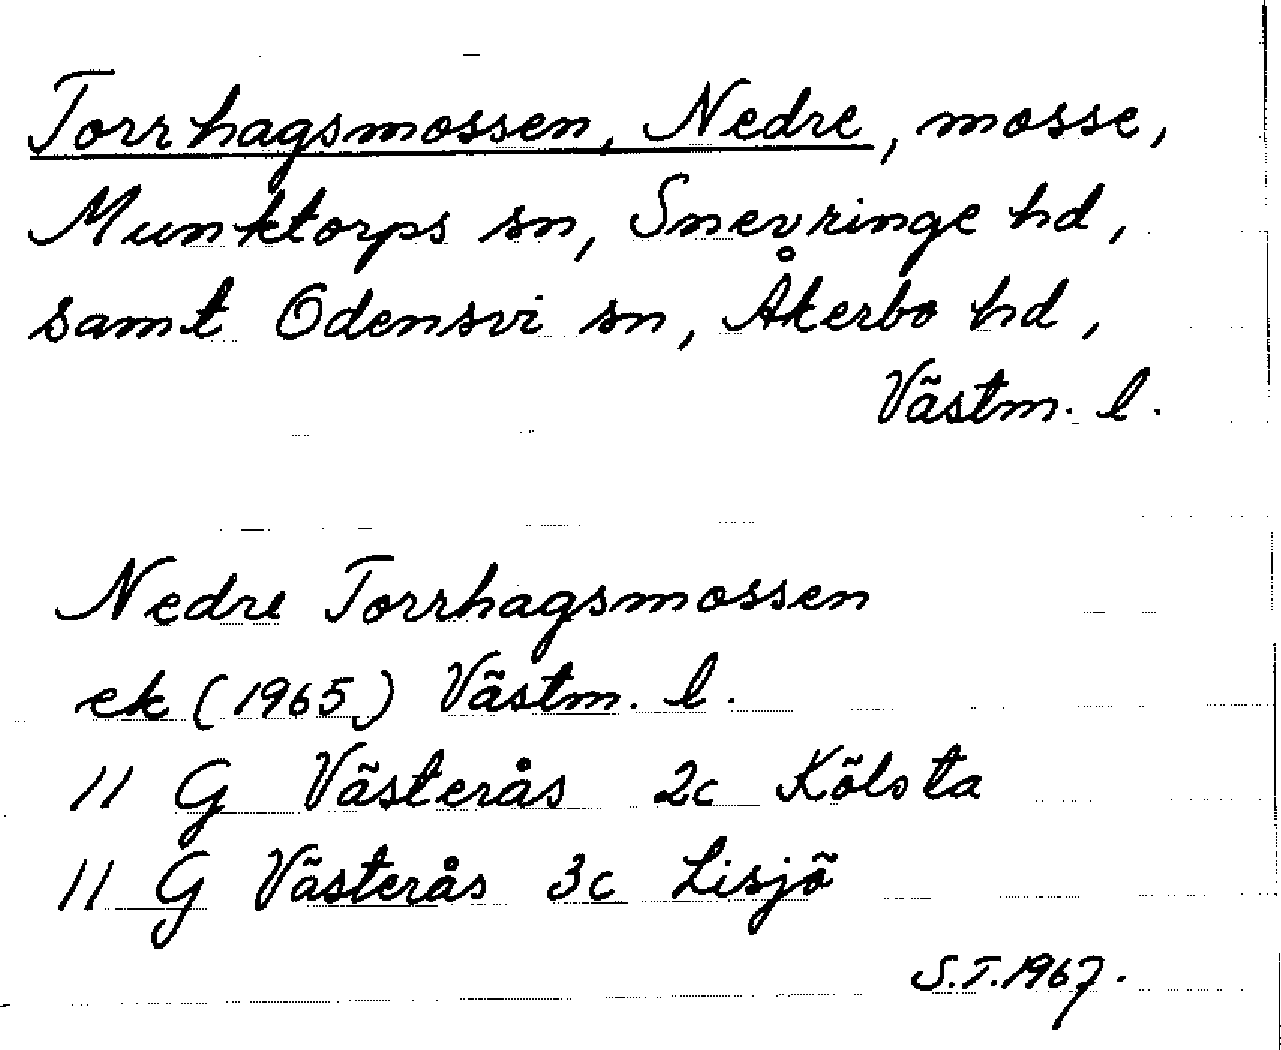 Torrhagsmossen, Nedre, mosse,
Munktorps sn, Snevringe hd,
samt Odensvi sn, Åkerbo hd,
Västm. l.
Nedre Torrhagsmossen
ek (1965) Västm. l.
11 G Västerås 2c Kölsta
11 G Västerås 3c Lisjö
S.T. 1967.